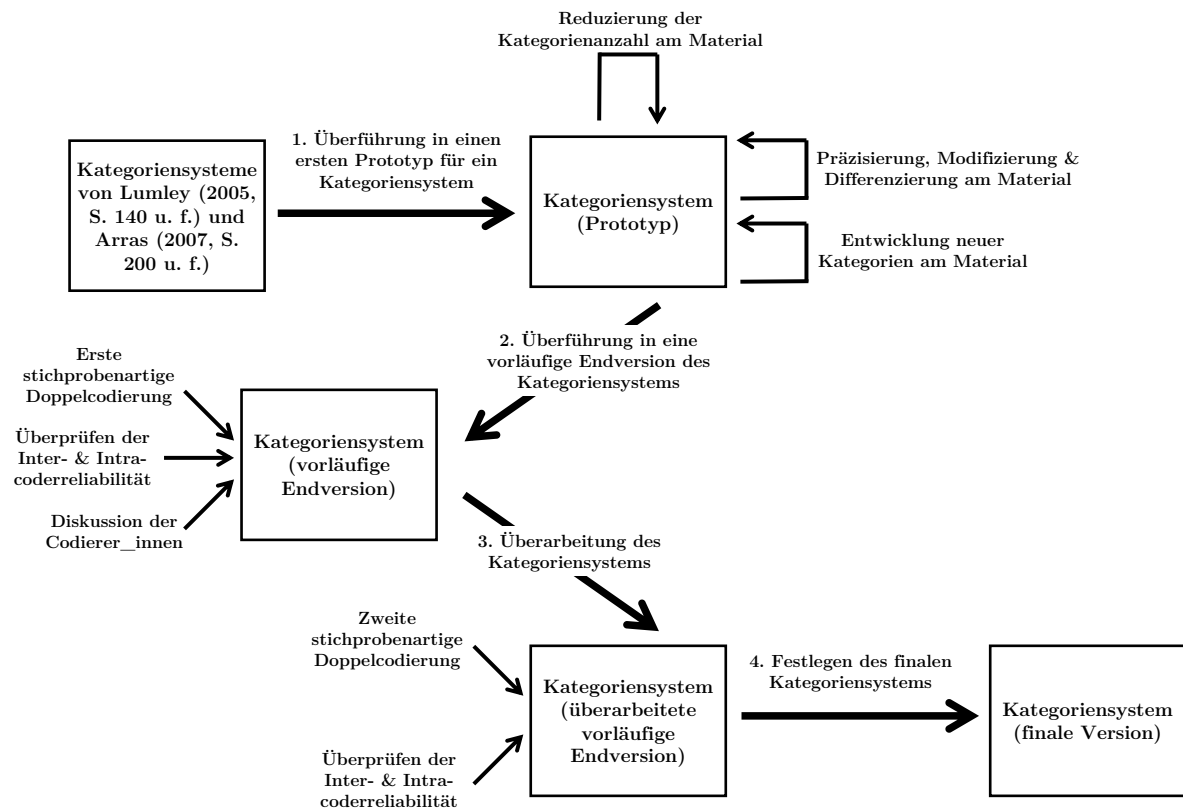 Reduzierung der
Kategorienanzahl am Material
1. Überführung in einen
ersten Prototyp für ein
Kategoriensystem
Kategoriensysteme
von Lumley (2005,
S. 140 u. f.) und
Arras (2007, S.
200 u. f.)
Kategoriensystem
(Prototyp)
Präzisierung, Modifizierung &
Differenzierung am Material
Entwicklung neuer
Kategorien am Material
2. Überführung in eine
vorläufige Endversion des
Kategoriensystems
Erste
stichprobenartige
Doppelcodierung
Überprüfen der
Inter- & Intra-
coderreliabilität
Diskussion der
Codierer_innen
Kategoriensystem
(vorläufige
Endversion)
3. Überarbeitung des
Kategoriensystems
Zweite
stichprobenartige
Doppelcodierung
Überprüfen der
Inter- & Intra-
coderreliabilität
Kategoriensystem
(überarbeitete
vorläufige
Endversion)
4. Festlegen des finalen
Kategoriensystems
Kategoriensystem
(finale Version)